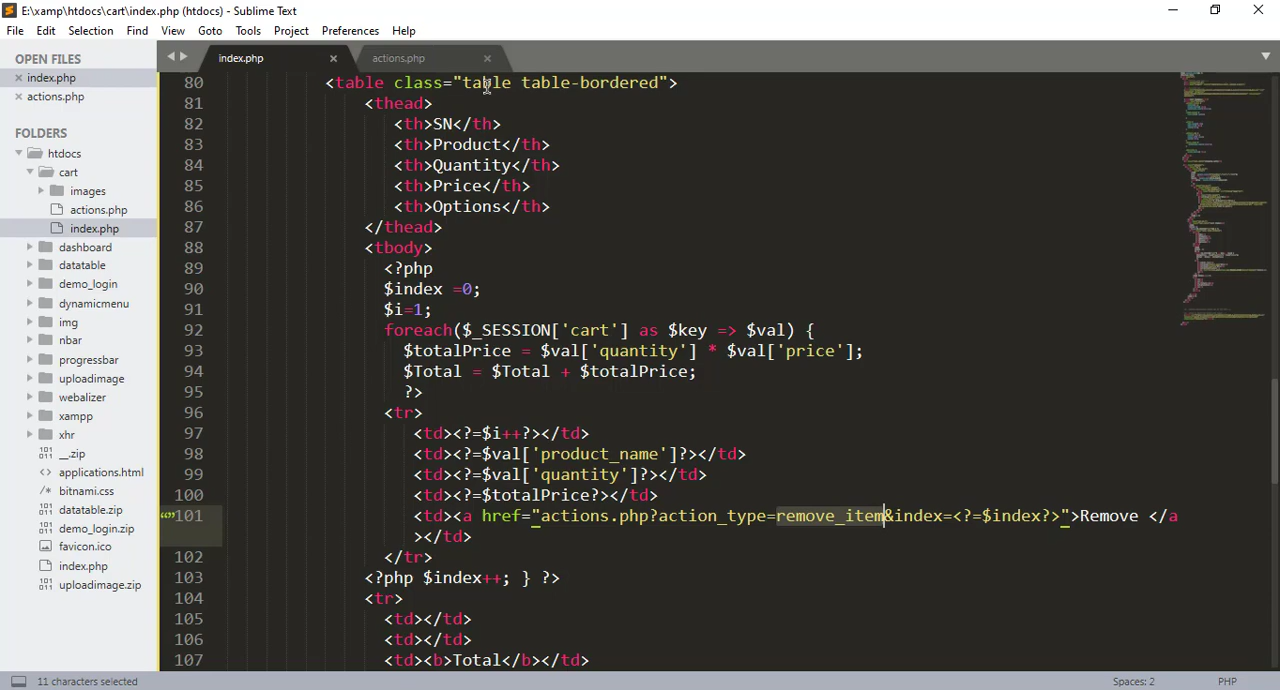 E:\xamp\htdocs\cart\index.php (htdocs) - Sublime Text
File Edit Selection Find View Goto Tools Project Preferences Help
OPEN FILES
index.php
actions.php
FOLDERS
htdocs
cart
images
actions.php
index.php
dashboard
datatable
demo_login
dynamicmenu
img
nbar
progressbar
uploadimage
webalizer
xampp
xhr
__.zip
applications.html
bitnami.css
datatable.zip
demo_login.zip
favicon.ico
index.php
uploadimage.zip
index.php actions.php
80 <table class="table table-bordered">
81 <thead>
82 <th>SN</th>
83 <th>Product</th>
84 <th>Quantity</th>
85 <th>Price</th>
86 <th>Options</th>
87 </thead>
88 <tbody>
89 <?php
90 $index =0;
91 $i=1;
92 foreach($_SESSION['cart'] as $key => $val) {
93 $totalPrice = $val['quantity'] * $val['price'];
94 $Total = $Total + $totalPrice;
95 ?>
96 <tr>
97 <td><?=$i++?></td>
98 <td><?=$val['product_name']?></td>
99 <td><?=$val['quantity']?></td>
100 <td><?=$totalPrice?></td>
101 <td><a href="actions.php?action_type=remove_item&index=<?=$index?>">Remove </a
></td>
102 </tr>
103 <?php $index++; } ?>
104 <tr>
105 <td></td>
106 <td></td>
107 <td><b>Total</b></td>
11 characters selected Spaces: 2 PHP